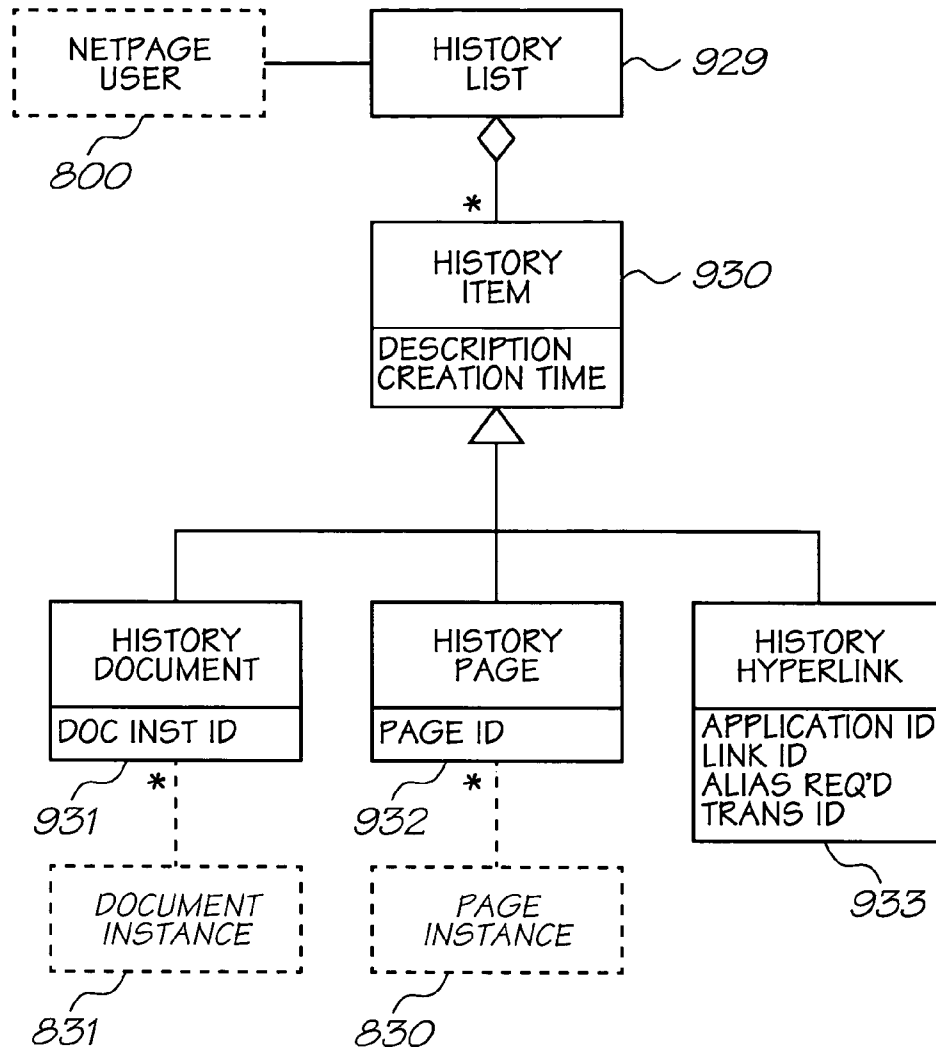 NETPAGE
USER
800
HISTORY
LIST
929
*
HISTORY
ITEM
930
DESCRIPTION
CREATION TIME
HISTORY
DOCUMENT
DOC INST ID
931
*
HISTORY
PAGE
PAGE ID
932
*
HISTORY
HYPERLINK
APPLICATION ID
LINK ID
ALIAS REQ'D
TRANS ID
933
DOCUMENT
INSTANCE
831
PAGE
INSTANCE
830